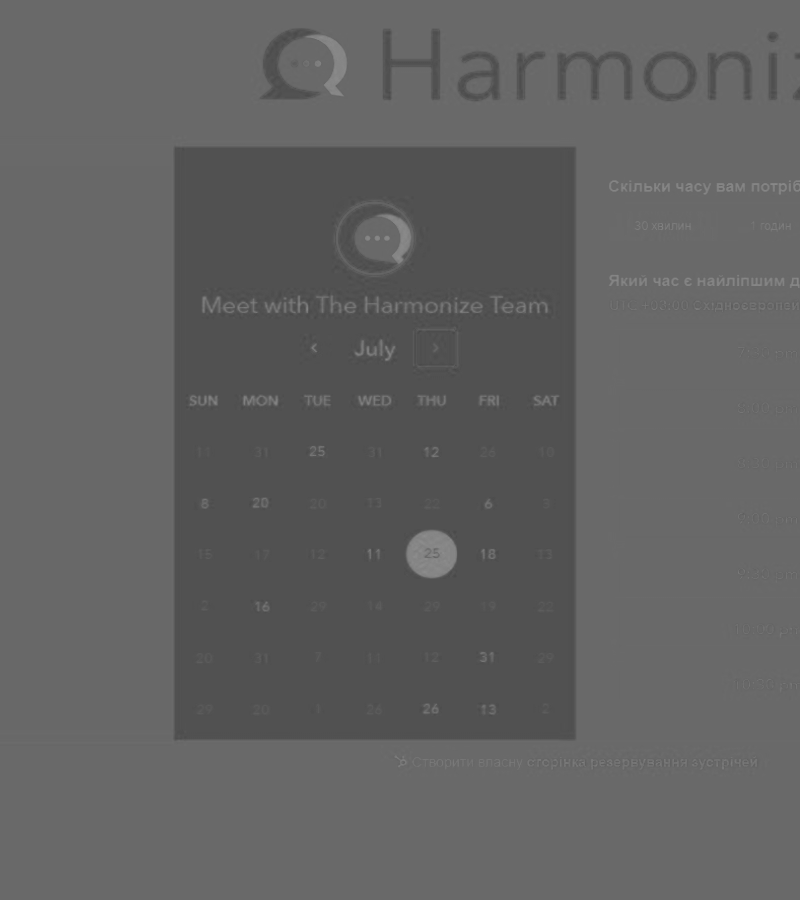 Harmoniz
Meet with The Harmonize Team
July
SUN MON TUE WED THU FRI SAT
11 31 25 31 12 26 10
8 20 20 13 22 6 3
15 17 12 11 25 18 13
2 16 29 14 29 19 22
20 31 7 11 12 31 29
29 20 1 26 26 13 2
Скільки часу вам потріб
30 хвилин 1 годин
Який час є найліпшим д
Створити власну сторінка резервування зустрічей